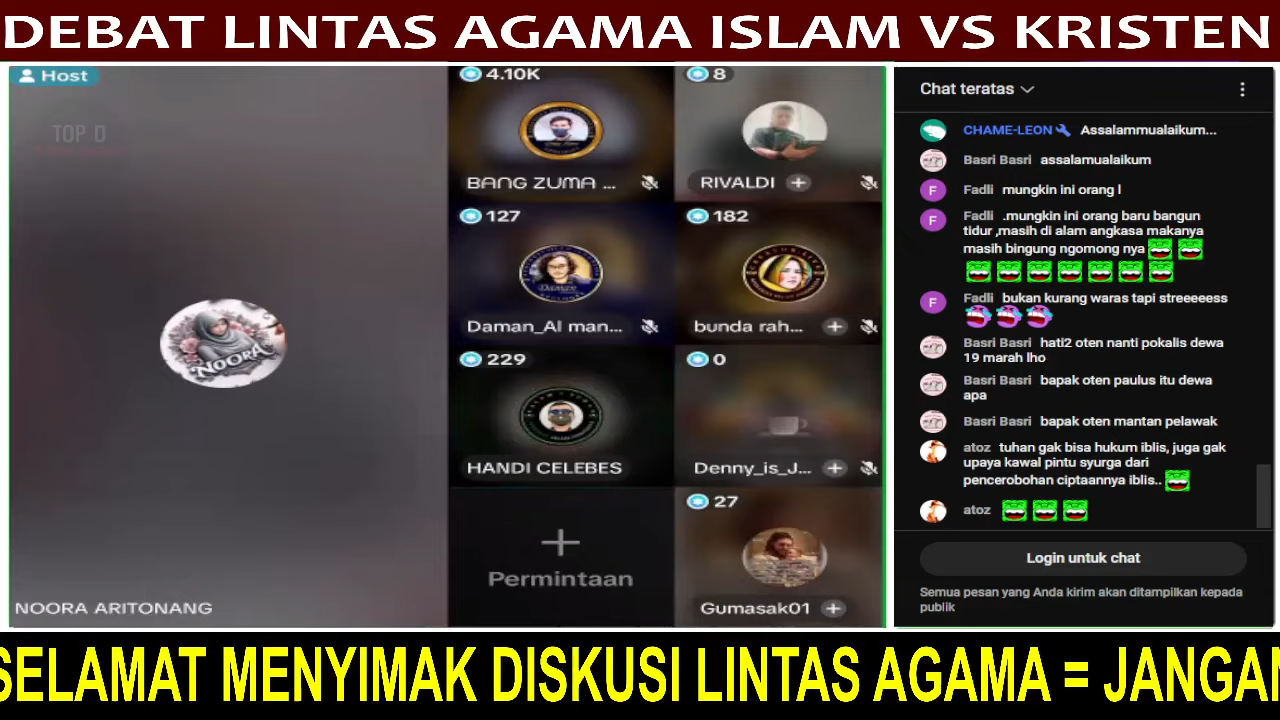 DEBAT LINTAS AGAMA ISLAM VS KRISTEN
Host
TOP D
NOORA
NOORA ARITONANG
4.10K
BANG ZUMA ...
8
RIVALDI
127
Daman_Al man...
182
bunda rah...
229
HANDI CELEBES
0
Denny_is_J...
Permintaan
27
Gumasak01
Chat teratas
CHAME-LEON Assalammualaikum...
Basri Basri assalamualaikum
Fadli mungkin ini orang l
Fadli .mungkin ini orang baru bangun
tidur ,masih di alam angkasa makanya
masih bingung ngomong nya
Fadli bukan kurang waras tapi streeeeess
Basri Basri hati2 oten nanti pokalis dewa
19 marah lho
Basri Basri bapak oten paulus itu dewa
apa
Basri Basri bapak oten mantan pelawak
atoz tuhan gak bisa hukum iblis, juga gak
upaya kawal pintu syurga dari
pencerobohan ciptaannya iblis..
atoz
Login untuk chat
Semua pesan yang Anda kirim akan ditampilkan kepada
publik
SELAMAT MENYIMAK DISKUSI LINTAS AGAMA = JANGAN